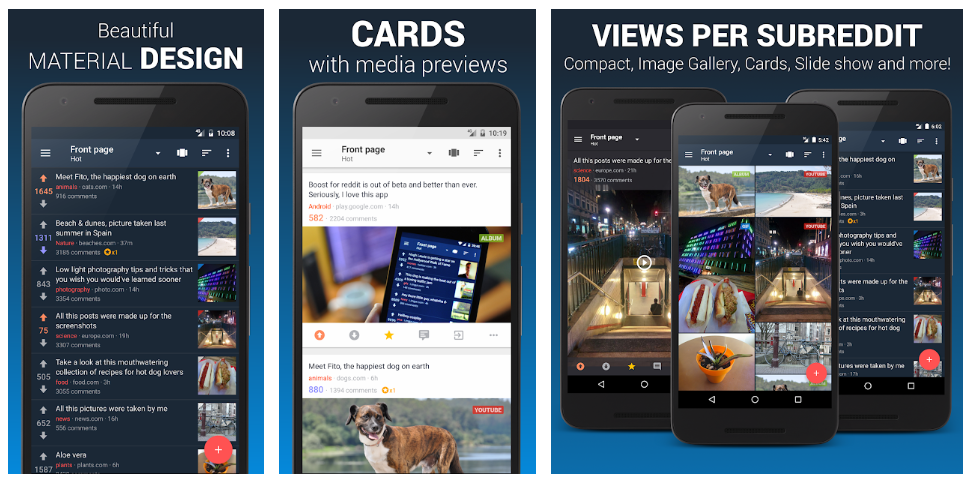 Beautiful
MATERIAL DESIGN
10:08
Front page
Hot
Meet Fito, the happiest dog on earth
animals · cats.com · 14h
1645
916 comments
Beach & dunes, picture taken last
summer in Spain
1311
Nature · beaches.com · 37m
3185 comments x1
Low light photography tips and tricks that
you wish you would've learned sooner
843
photography · photo.com · 14h
3354 comments
All this posts were made up for the
screenshots
75
science · europe.com · 19h
3307 comments
Take a look at this mouthwatering
collection of recipes for hot dog lovers
505
food · food.com · 3h
3055 comments
All this pictures were taken by me
news · news.com · 16h
652
556 comments
Aloe vera
plants · plants.com · 6h
1587
CARDS
with media previews
10:19
Front page
Hot
Boost for reddit is out of beta and better than ever.
Seriously, I love this app
Android · play.google.com · 14h
582 · 2204 comments
ALBUM
Front page
Meet Fito, the happiest dog on earth
animals · dogs.com · 6h
880 · 1394 comments x1
YOUTUBE
VIEWS PER SUBREDDIT
Compact, Image Gallery, Cards, Slide show and more!
Front page
Hot
All this posts were made up for the
science · europe.com · 21h
1804 · 3570 comments
5:42
Front page
Hot
ALBUM
YOUTUBE
YOUTUBE
6:02
the happiest dog on
dunes, picture taken last
Spain
photography tips and
you wish you would've
sooner
were made up for the
at this mouthwatering
of recipes for hot dog
pictures were taken by me